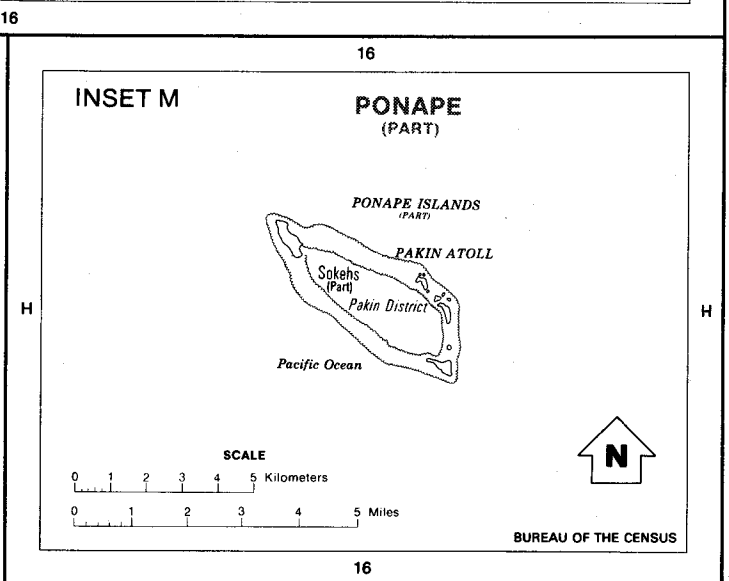 16
16
INSET M
PONAPE
(PART)
PONAPE ISLANDS
(PART)
PAKIN ATOLL
Sokehs
(Part)
Pakin District
H
H
Pacific Ocean
SCALE
0 1 2 3 4 5 Kilometers
0 1 2 3 4 5 Miles
N
BUREAU OF THE CENSUS
16